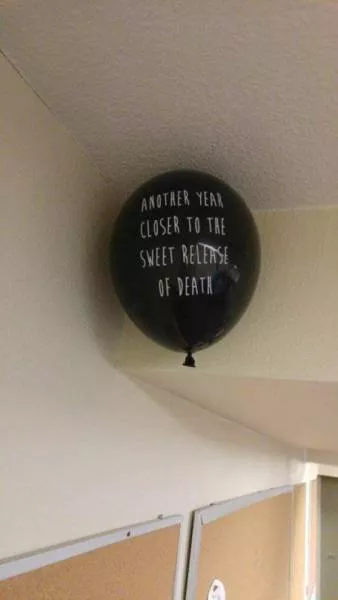 ANOTHER YEAR
CLOSER TO THE
SWEET RELEASE
OF DEATH